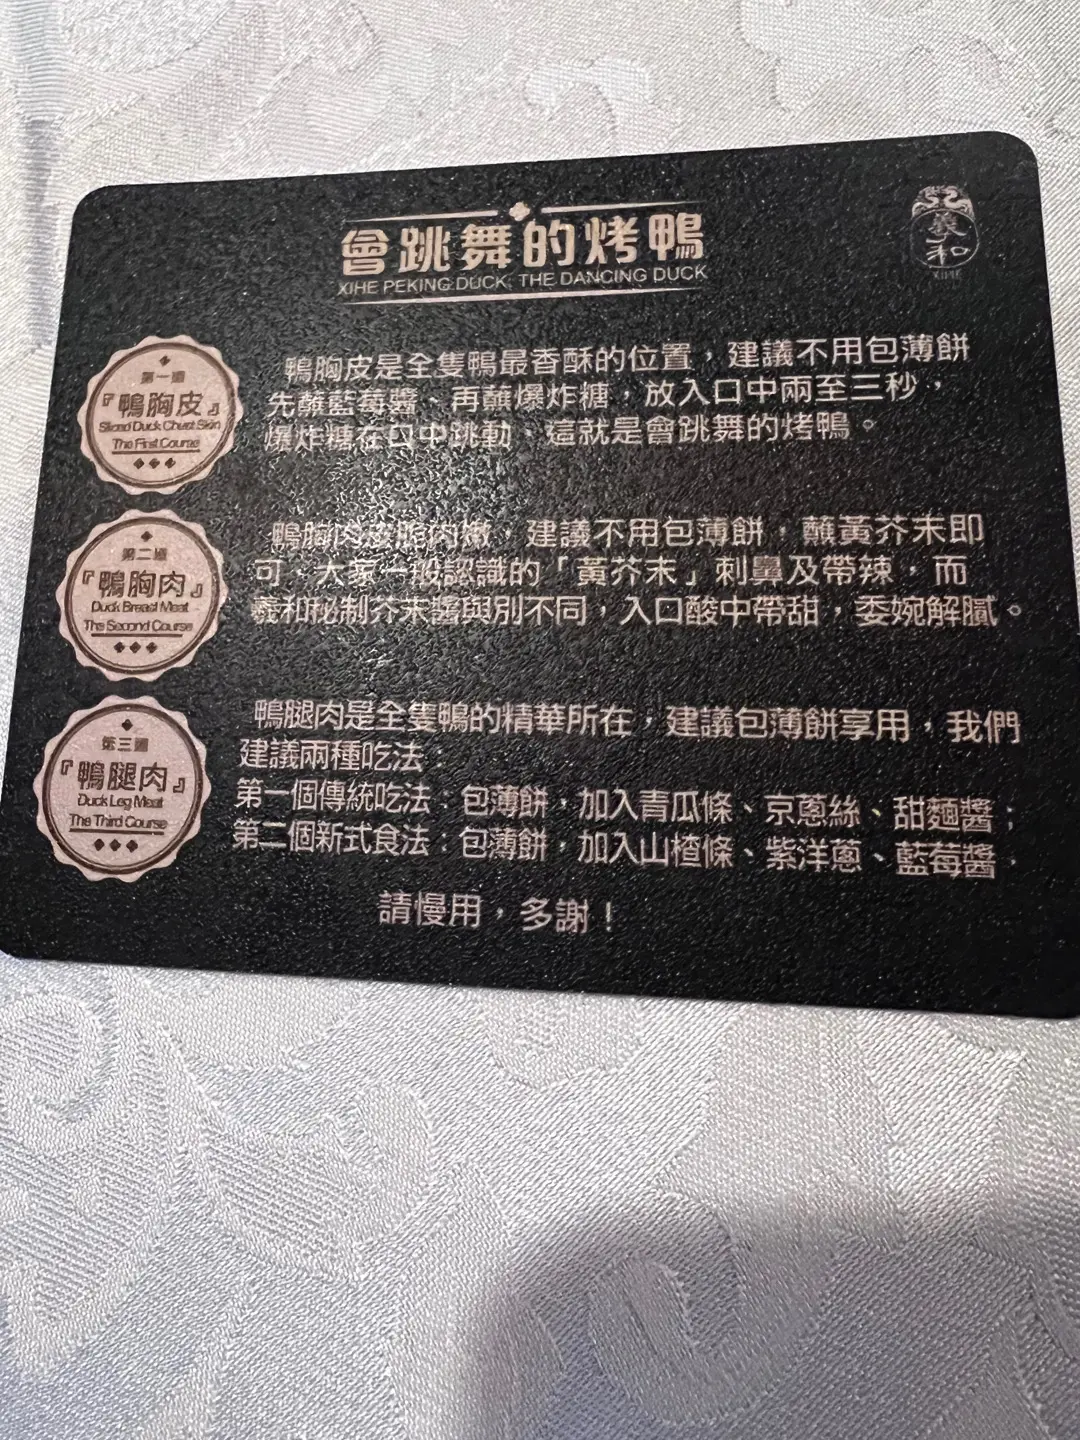 會跳舞的烤鴨
XIHE PEKING DUCK, THE DANCING DUCK
羲和
XIHE
第一道
『鴨胸皮』
Sliced Duck Chest Skin
The First Course
鴨胸皮是全隻鴨最香酥的位置，建議不用包薄餅
先蘸藍莓醬、再蘸爆炸糖，放入口中兩至三秒，
爆炸糖在口中跳動，這就是會跳舞的烤鴨。
第二道
『鴨胸肉』
Duck Breast Meat
The Second Course
鴨胸肉皮脆肉嫩，建議不用包薄餅，蘸黃芥末即
可，大家一般認識的「黃芥末」刺鼻及帶辣，而
羲和秘制芥末醬與別不同，入口酸中帶甜，委婉解膩。
第三道
『鴨腿肉』
Duck Leg Meat
The Third Course
鴨腿肉是全隻鴨的精華所在，建議包薄餅享用，我們
建議兩種吃法：
第一個傳統吃法：包薄餅，加入青瓜條、京蔥絲、甜麵醬；
第二個新式食法：包薄餅，加入山楂條、紫洋蔥、藍莓醬。
請慢用，多謝！